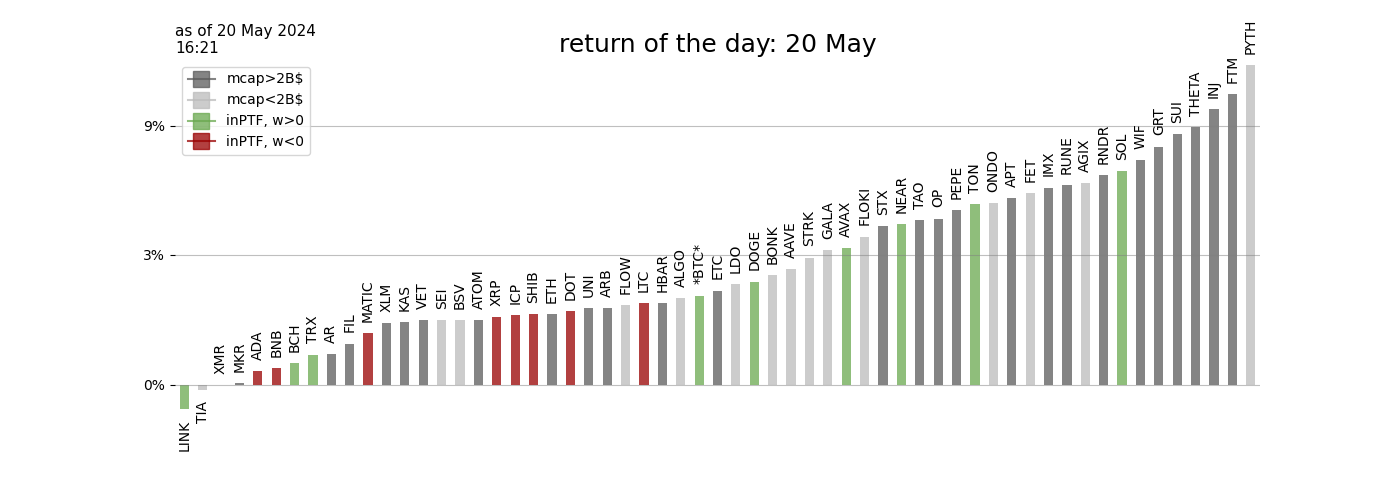 as of 20 May 2024
16:21
return of the day: 20 May
mcap>2B$
mcap<2B$
inPTF, w>0
inPTF, w<0
9%
3%
0%
LINK
TIA
XMR
MKR
ADA
BNB
BCH
TRX
AR
FIL
MATIC
XLM
KAS
VET
SEI
BSV
ATOM
XRP
ICP
SHIB
ETH
DOT
UNI
ARB
FLOW
LTC
HBAR
ALGO
*BTC*
ETC
LDO
DOGE
BONK
AAVE
STRK
GALA
AVAX
FLOKI
STX
NEAR
TAO
OP
PEPE
TON
ONDO
APT
FET
IMX
RUNE
AGIX
RNDR
SOL
WIF
GRT
SUI
THETA
INJ
FTM
PYTH